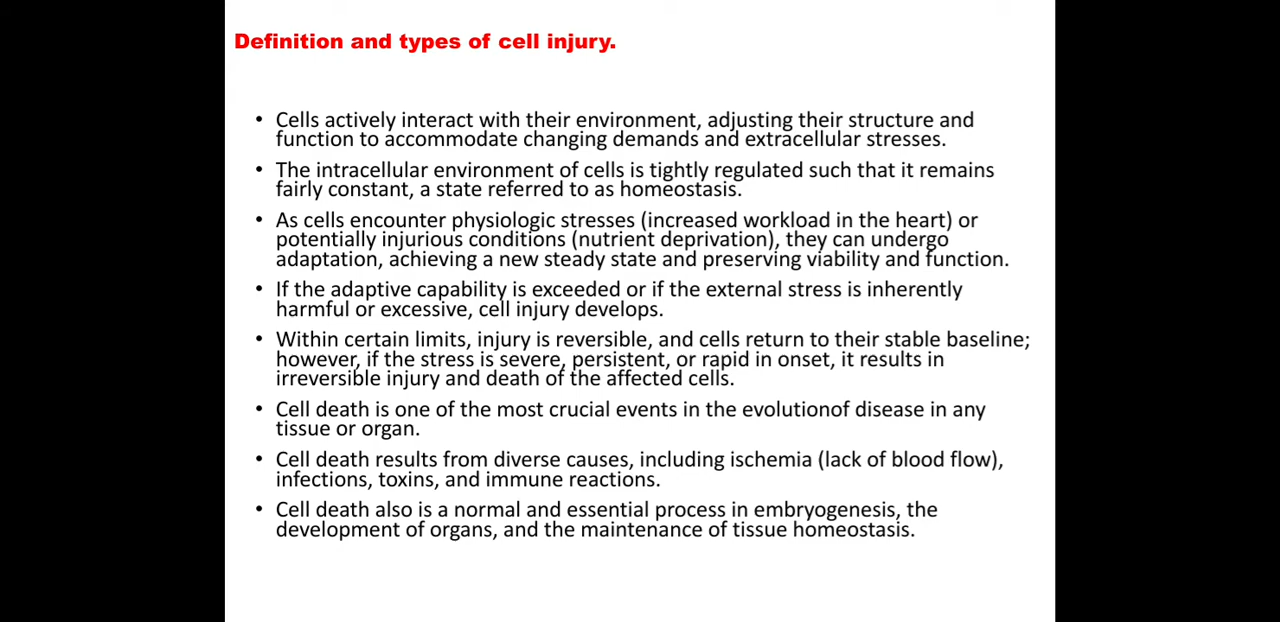 Definition and types of cell injury.
• Cells actively interact with their environment, adjusting their structure and
function to accommodate changing demands and extracellular stresses.
• The intracellular environment of cells is tightly regulated such that it remains
fairly constant, a state referred to as homeostasis.
• As cells encounter physiologic stresses (increased workload in the heart) or
potentially injurious conditions (nutrient deprivation), they can undergo
adaptation, achieving a new steady state and preserving viability and function.
• If the adaptive capability is exceeded or if the external stress is inherently
harmful or excessive, cell injury develops.
• Within certain limits, injury is reversible, and cells return to their stable baseline;
however, if the stress is severe, persistent, or rapid in onset, it results in
irreversible injury and death of the affected cells.
• Cell death is one of the most crucial events in the evolutionof disease in any
tissue or organ.
• Cell death results from diverse causes, including ischemia (lack of blood flow),
infections, toxins, and immune reactions.
• Cell death also is a normal and essential process in embryogenesis, the
development of organs, and the maintenance of tissue homeostasis.